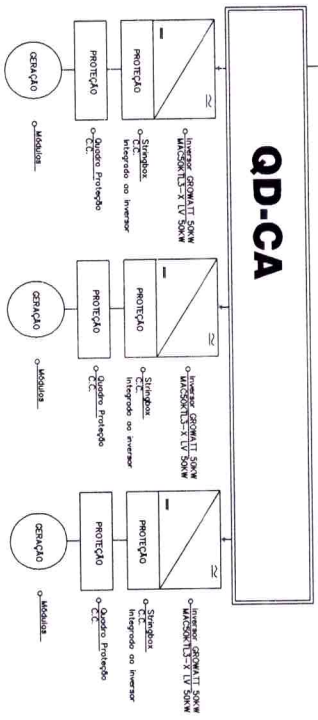 QD-CA
Inversor GROWATT 50KW
MAC50KTL3-X LV 50KW
PROTEÇÃO
Stringbox
C.C.
Integrado ao inversor
PROTEÇÃO
Quadro Proteção
C.C.
GERAÇÃO
Módulos
Inversor GROWATT 50KW
MAC50KTL3-X LV 50KW
PROTEÇÃO
Stringbox
C.C.
Integrado ao inversor
PROTEÇÃO
Quadro Proteção
C.C.
GERAÇÃO
Módulos
Inversor GROWATT 50KW
MAC50KTL3-X LV 50KW
PROTEÇÃO
Stringbox
C.C.
Integrado ao inversor
PROTEÇÃO
Quadro Proteção
C.C.
GERAÇÃO
Módulos